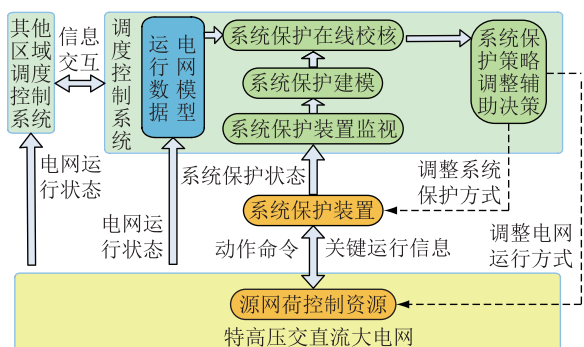 其他
区域
调度
控制
系统
信息
交互
调度控制系统
运行数据
电网模型
系统保护在线校核
系统保护建模
系统保护装置监视
系统保
护策略
调整辅
助决策
电网运
行状态
电网运
行状态
系统保护状态
调整系统
保护方式
系统保护装置
动作命令
关键运行信息
调整电网
运行方式
源网荷控制资源
特高压交直流大电网